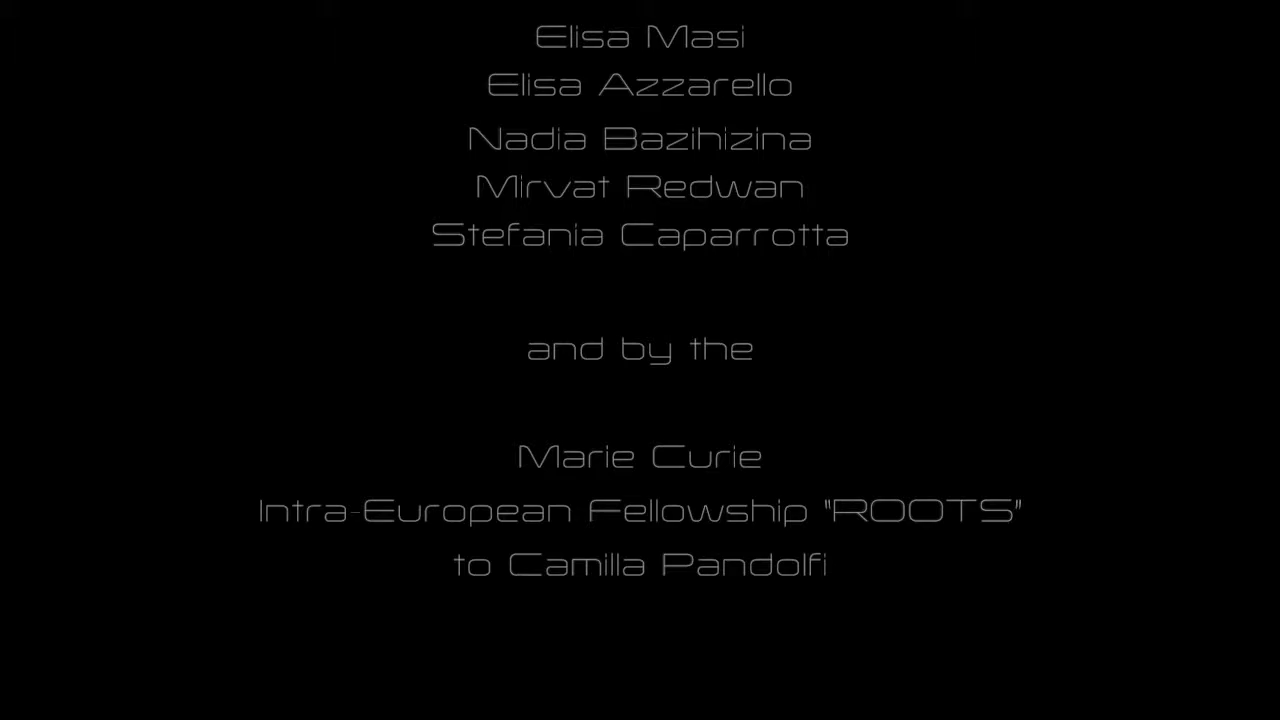 Elisa Masi
Elisa Azzarello
Nadia Bazihizina
Mirvat Redwan
Stefania Caparrotta
and by the
Marie Curie
Intra-European Fellowship "ROOTS"
to Camilla Pandolfi